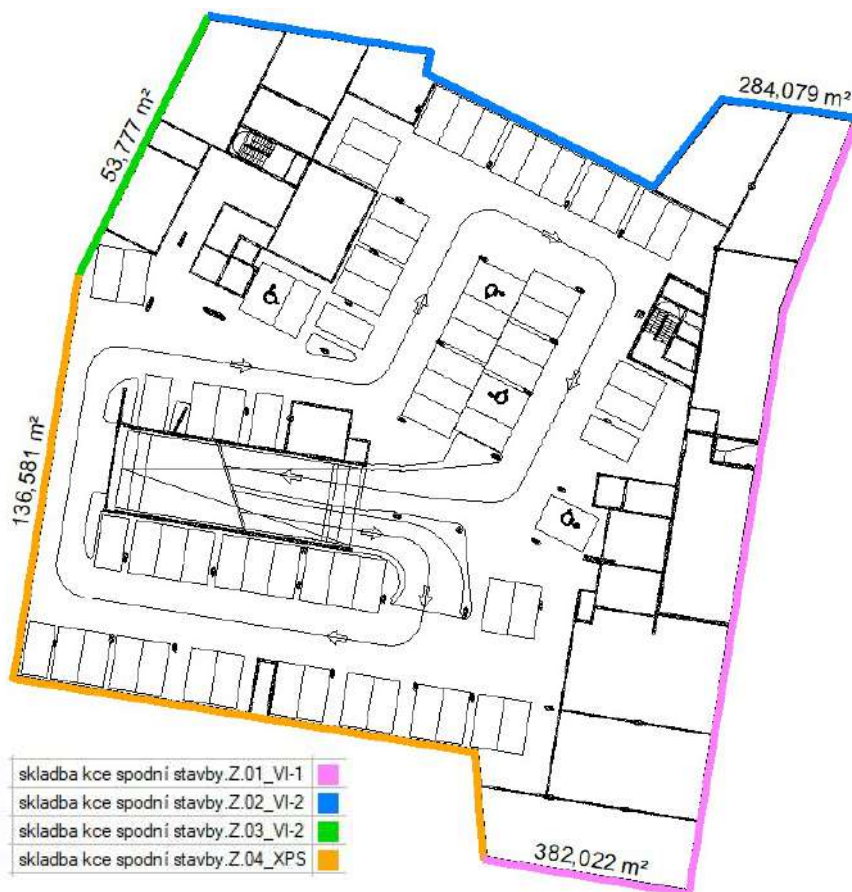 284,079 m²
53,777 m²
136,581 m²
skladba kce spodní stavby.Z.01_VI-1
skladba kce spodní stavby.Z.02_VI-2
skladba kce spodní stavby.Z.03_VI-2
skladba kce spodní stavby.Z.04_XPS
382,022 m²